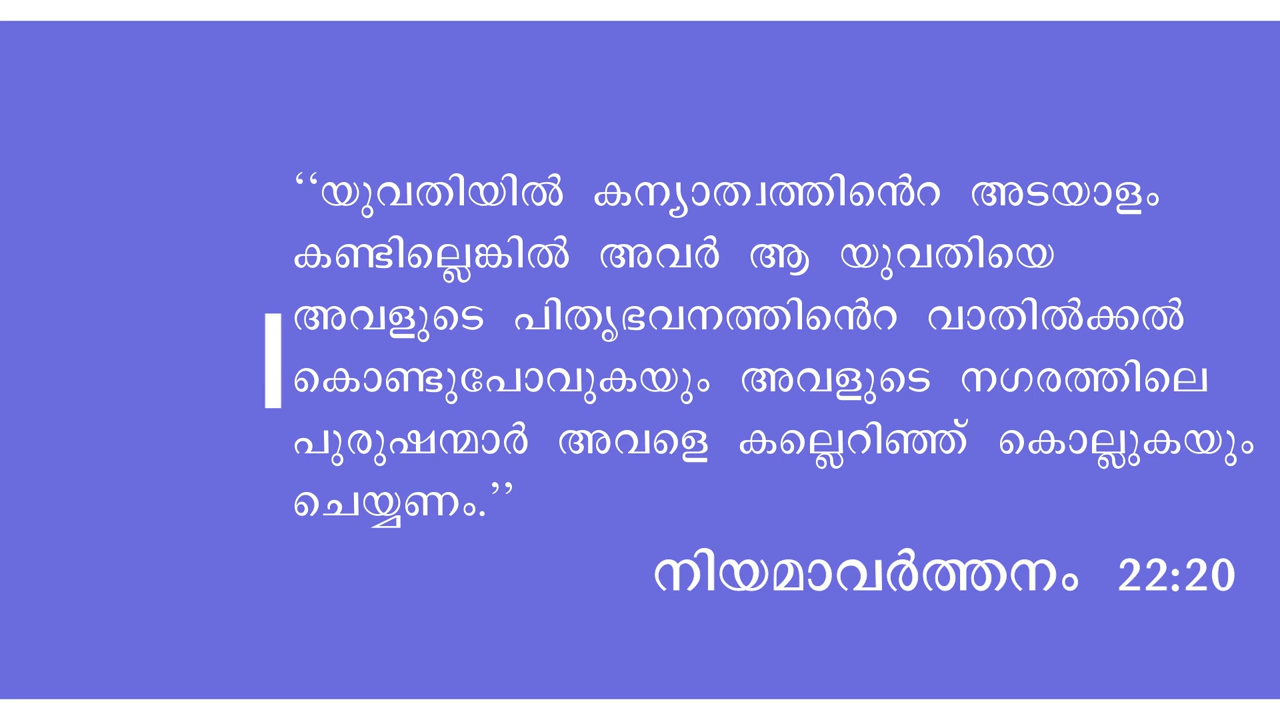 ‘‘യുവതിയിൽ കന്യാത്വത്തിൻെറ അടയാളം
കണ്ടില്ലെങ്കിൽ അവർ ആ യുവതിയെ
അവളുടെ പിതൃഭവനത്തിൻെറ വാതിൽക്കൽ
കൊണ്ടുപോവുകയും അവളുടെ നഗരത്തിലെ
പുരുഷന്മാർ അവളെ കല്ലെറിഞ്ഞ് കൊല്ലുകയും
ചെയ്യണം.’’
നിയമാവർത്തനം 22:20